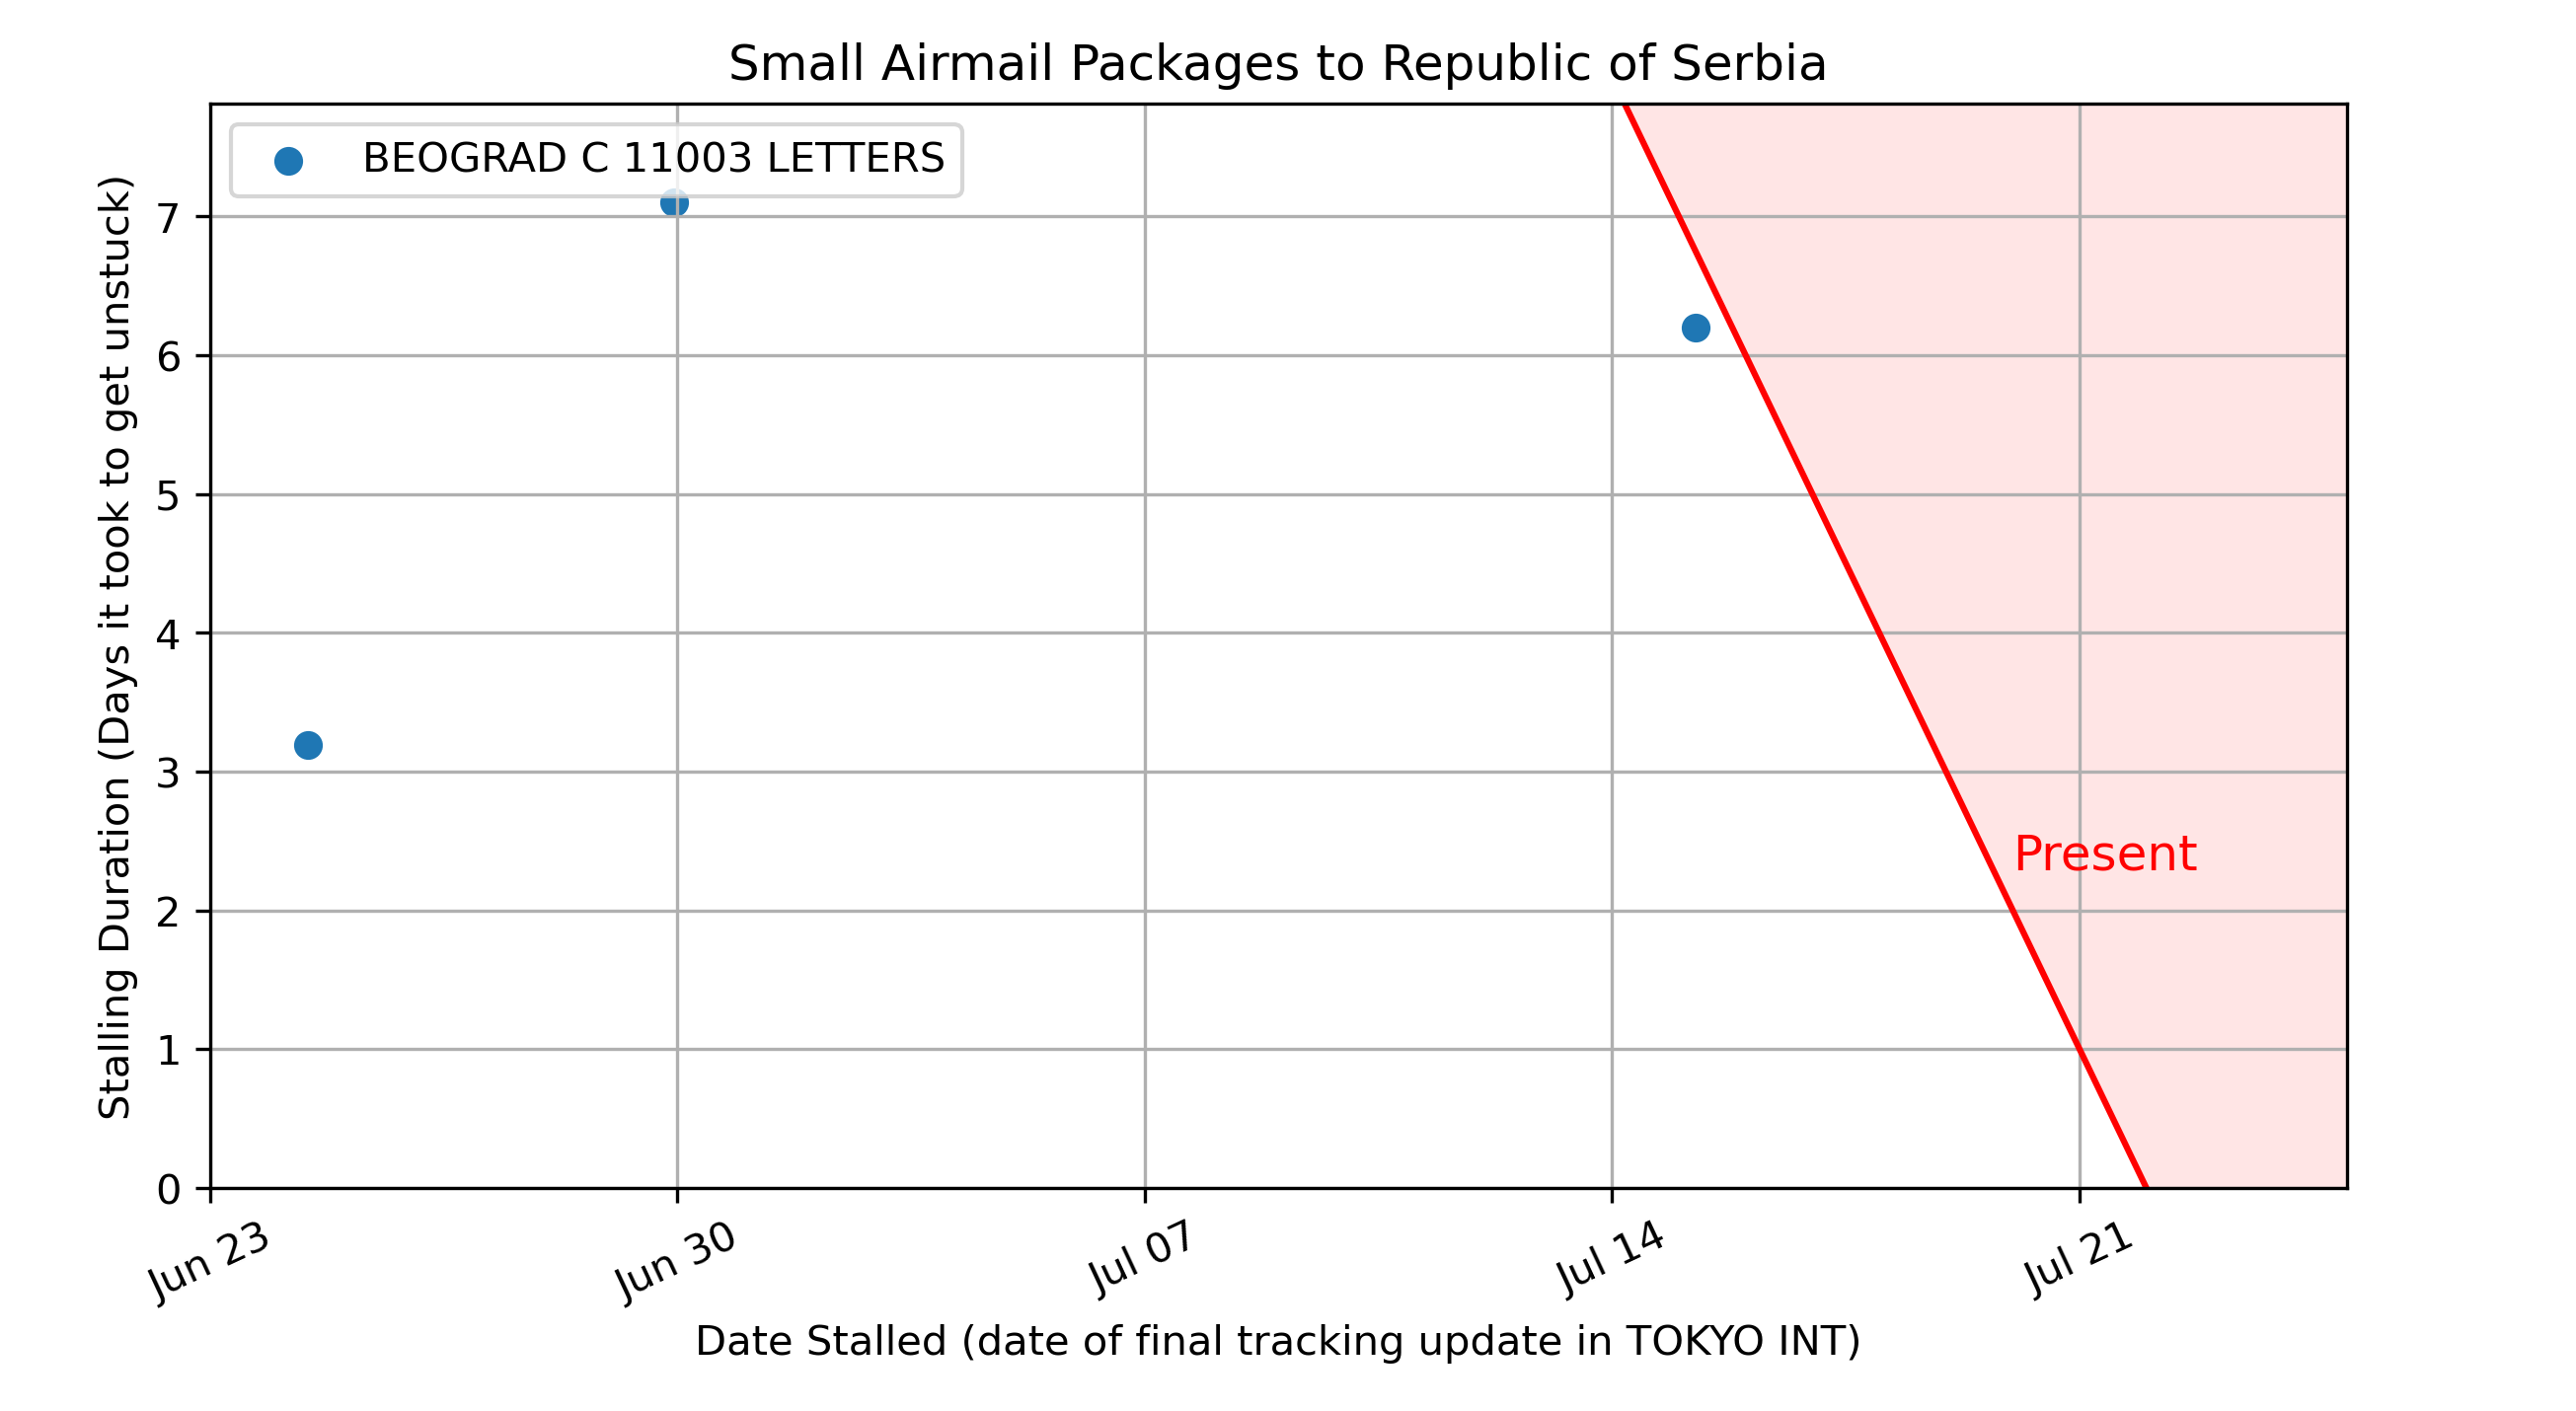 Small Airmail Packages to Republic of Serbia
BEOGRAD C 11003 LETTERS
Stalling Duration (Days it took to get unstuck)
7
6
5
4
3
2
1
0
Present
Jun 23
Jun 30
Jul 07
Jul 14
Jul 21
Date Stalled (date of final tracking update in TOKYO INT)